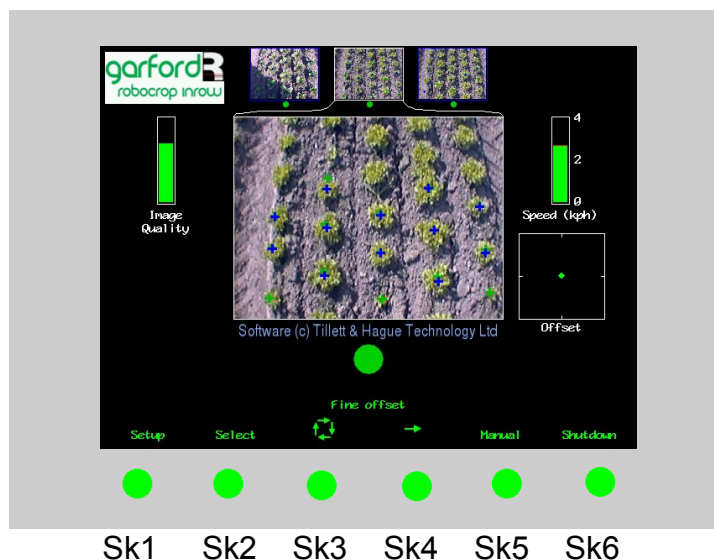 garford
robocrop inrow
4
2
0
Image
Quality
Speed (kph)
Offset
Software (c) Tillett & Hague Technology Ltd
Fine offset
Setup
Select
Manual
Shutdown
Sk1 Sk2 Sk3 Sk4 Sk5 Sk6